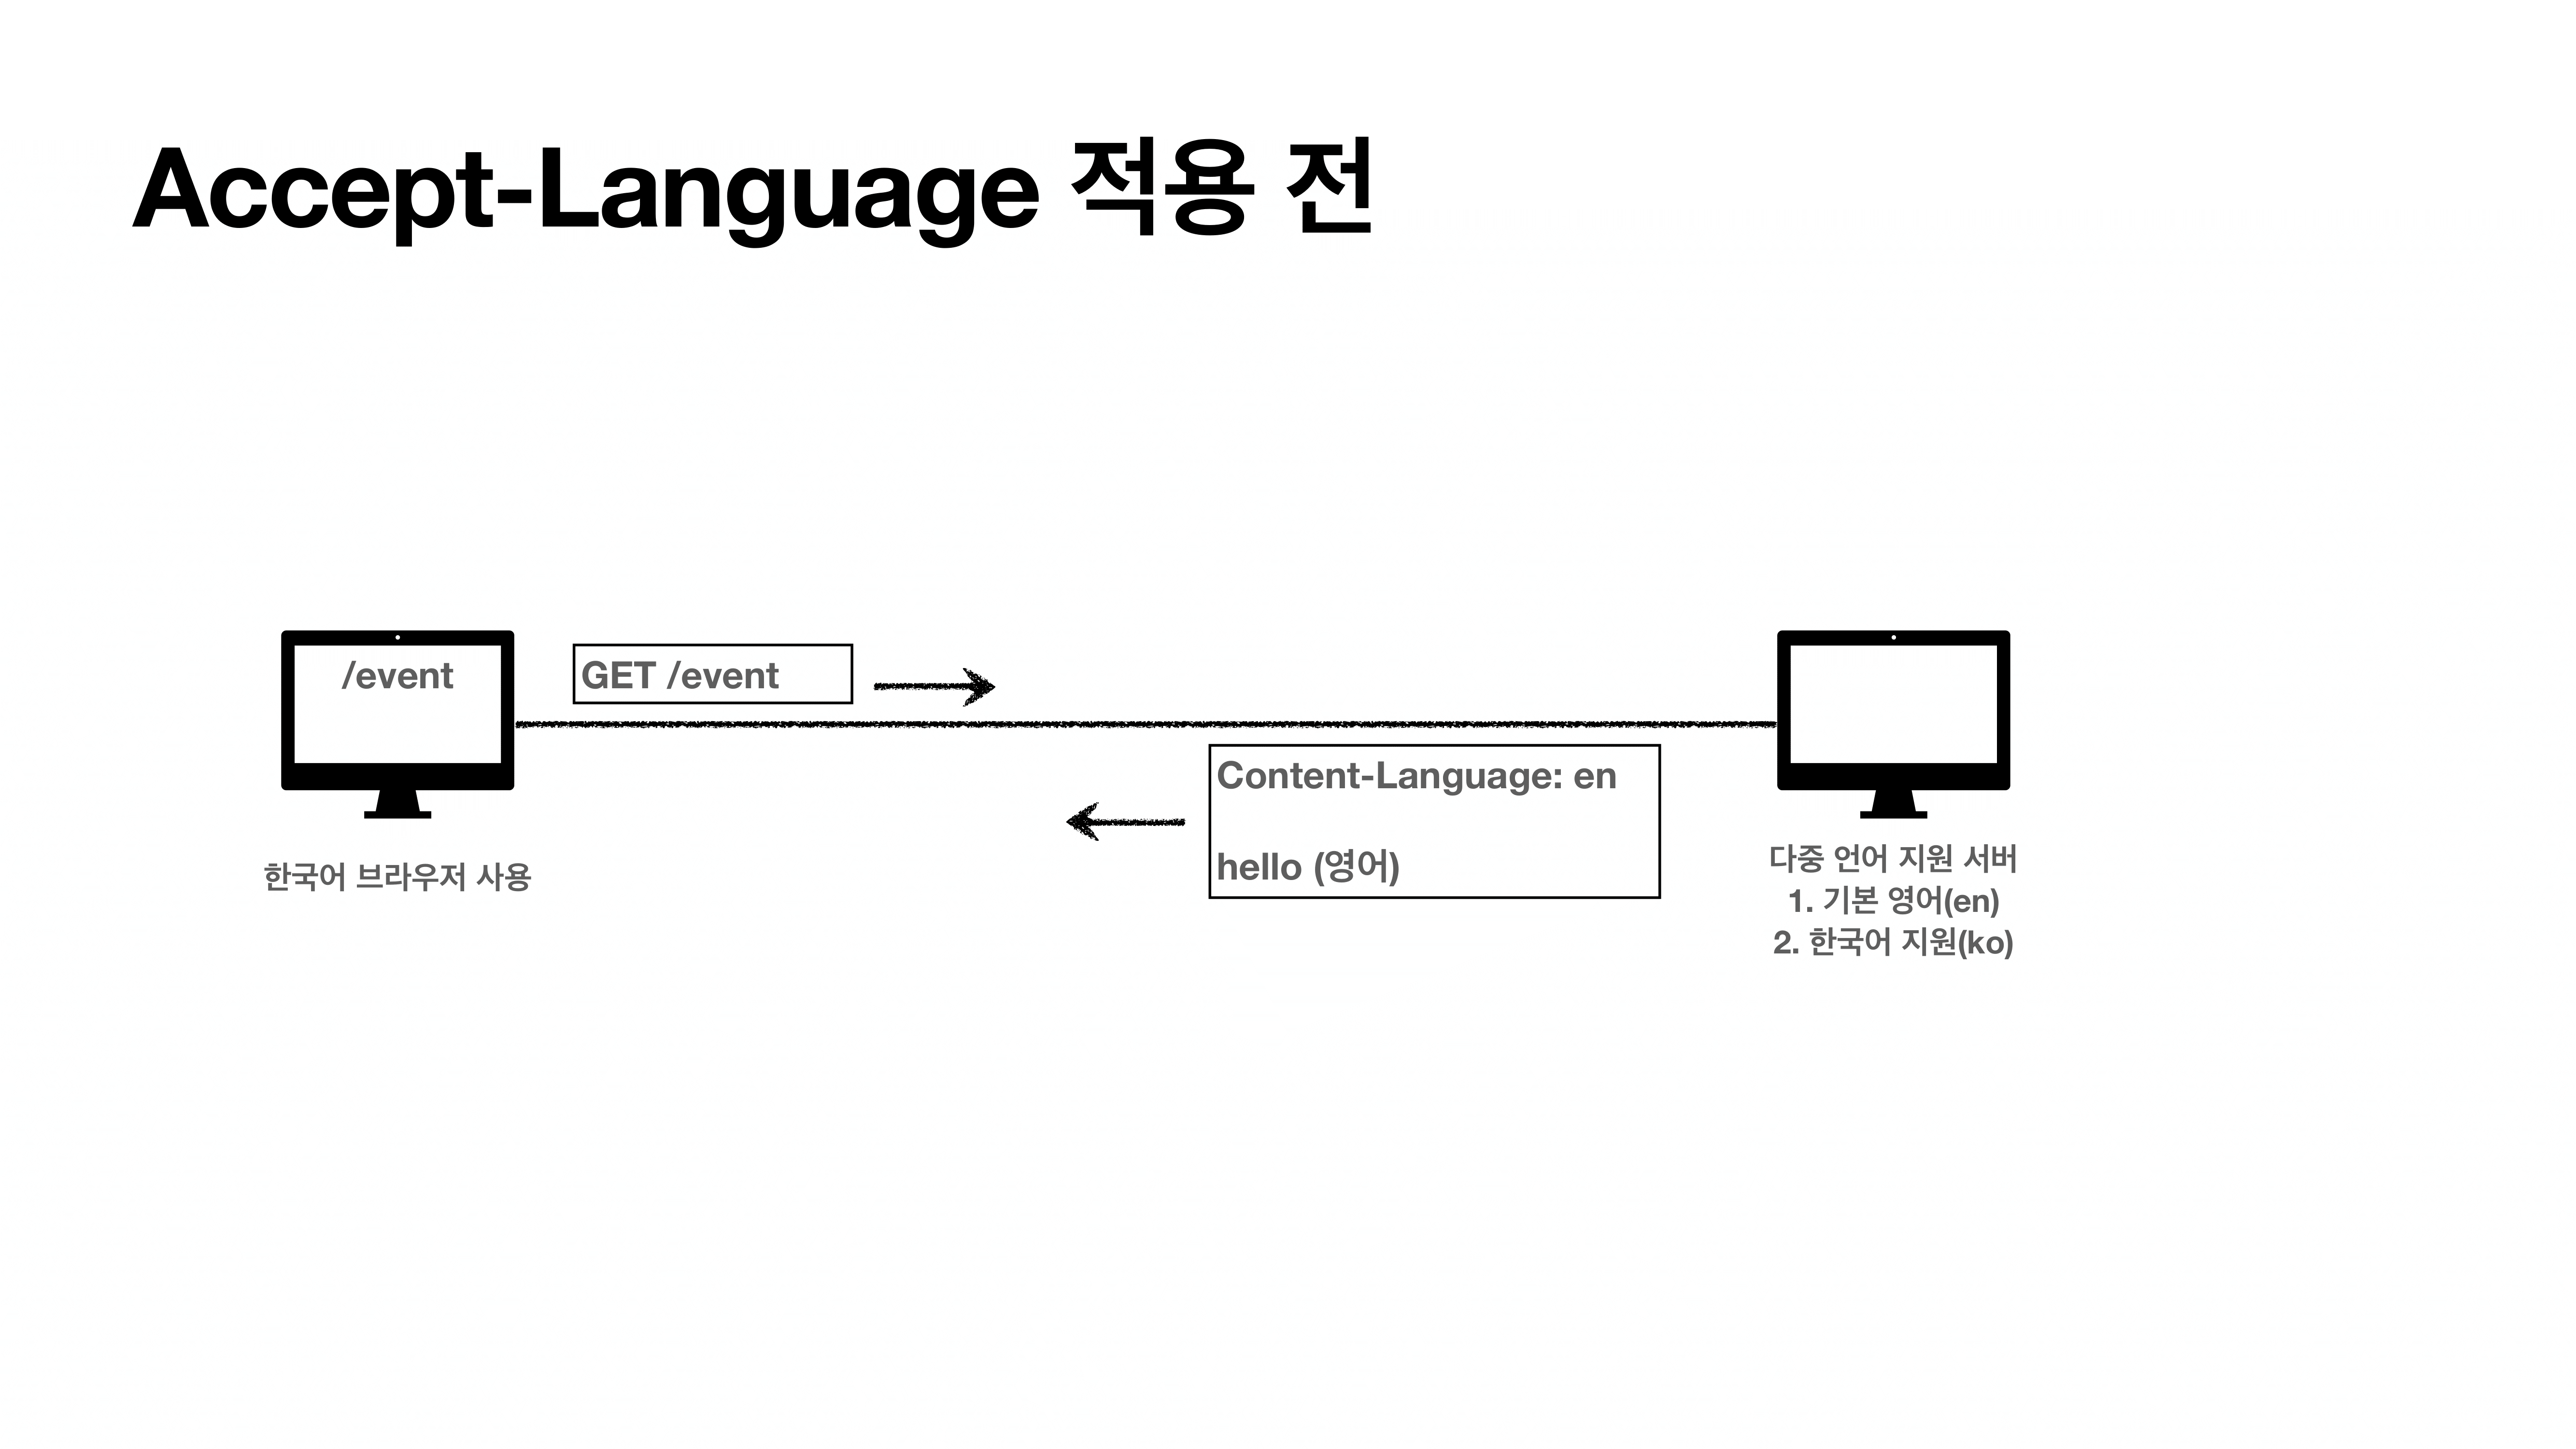 Accept-Language 적용 전
/event
GET /event
Content-Language: en
hello (영어)
한국어 브라우저 사용
다중 언어 지원 서버
1. 기본 영어(en)
2. 한국어 지원(ko)